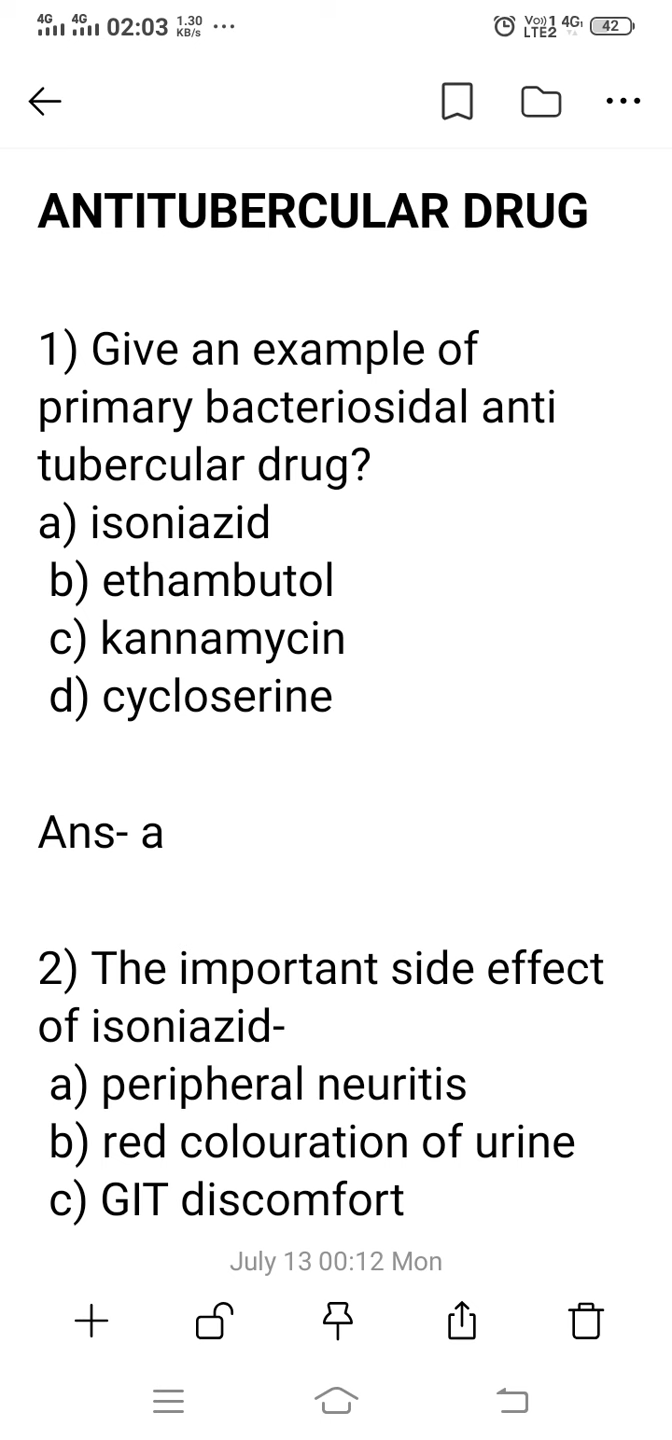 4G 4G 02:03 1.30 KB/s ... Vo))1 LTE2 4G 42
ANTITUBERCULAR DRUG
1) Give an example of
primary bacteriosidal anti
tubercular drug?
a) isoniazid
b) ethambutol
c) kannamycin
d) cycloserine
Ans- a
2) The important side effect
of isoniazid-
a) peripheral neuritis
b) red colouration of urine
c) GIT discomfort
July 13 00:12 Mon